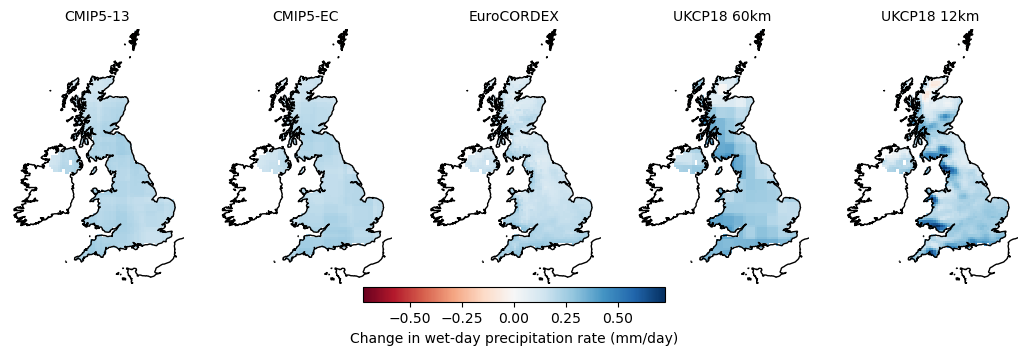 CMIP5-13 CMIP5-EC EuroCORDEX UKCP18 60km UKCP18 12km
−0.50 −0.25 0.00 0.25 0.50
Change in wet-day precipitation rate (mm/day)